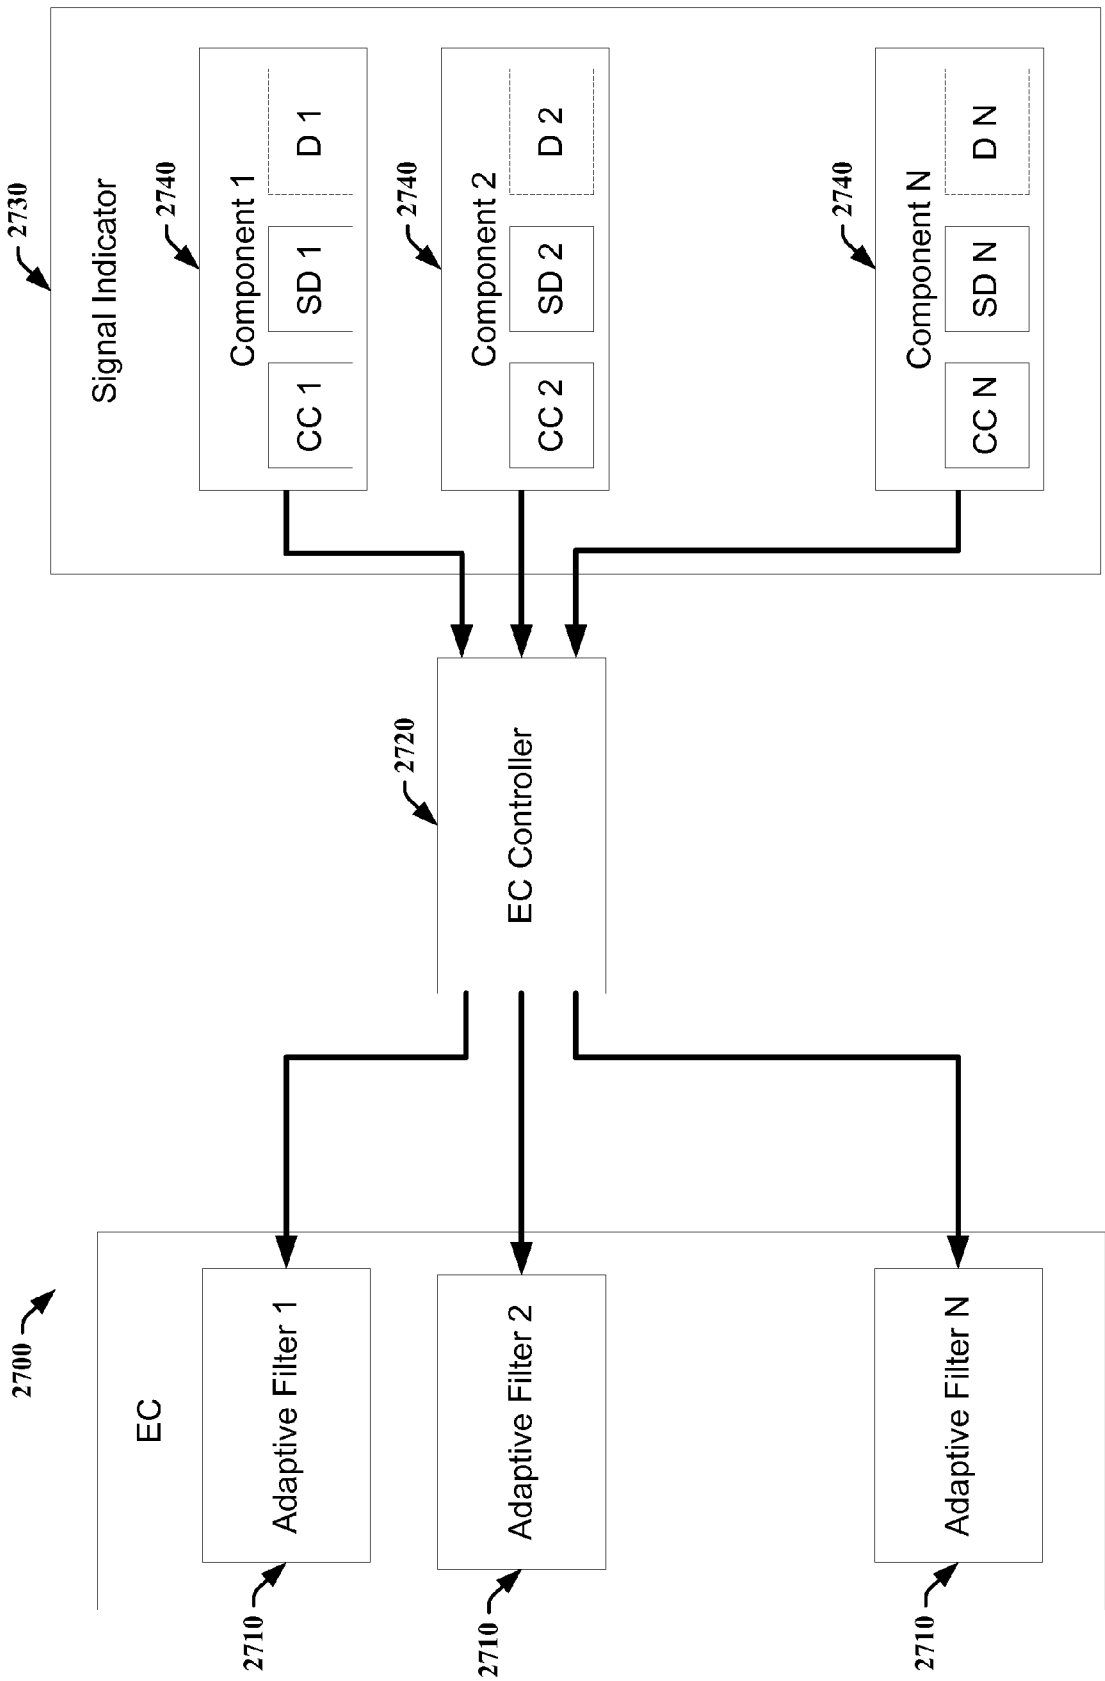 2700
EC
Adaptive Filter 1
2710
Adaptive Filter 2
2710
Adaptive Filter N
2710
EC Controller
2720
Signal Indicator
2730
Component 1
2740
CC 1
SD 1
D 1
Component 2
2740
CC 2
SD 2
D 2
Component N
2740
CC N
SD N
D N